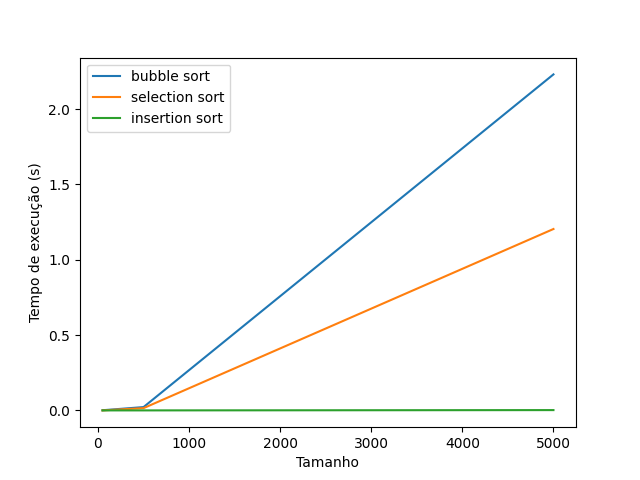 bubble sort
selection sort
insertion sort
2.0
1.5
1.0
0.5
0.0
Tempo de execução (s)
0 1000 2000 3000 4000 5000
Tamanho